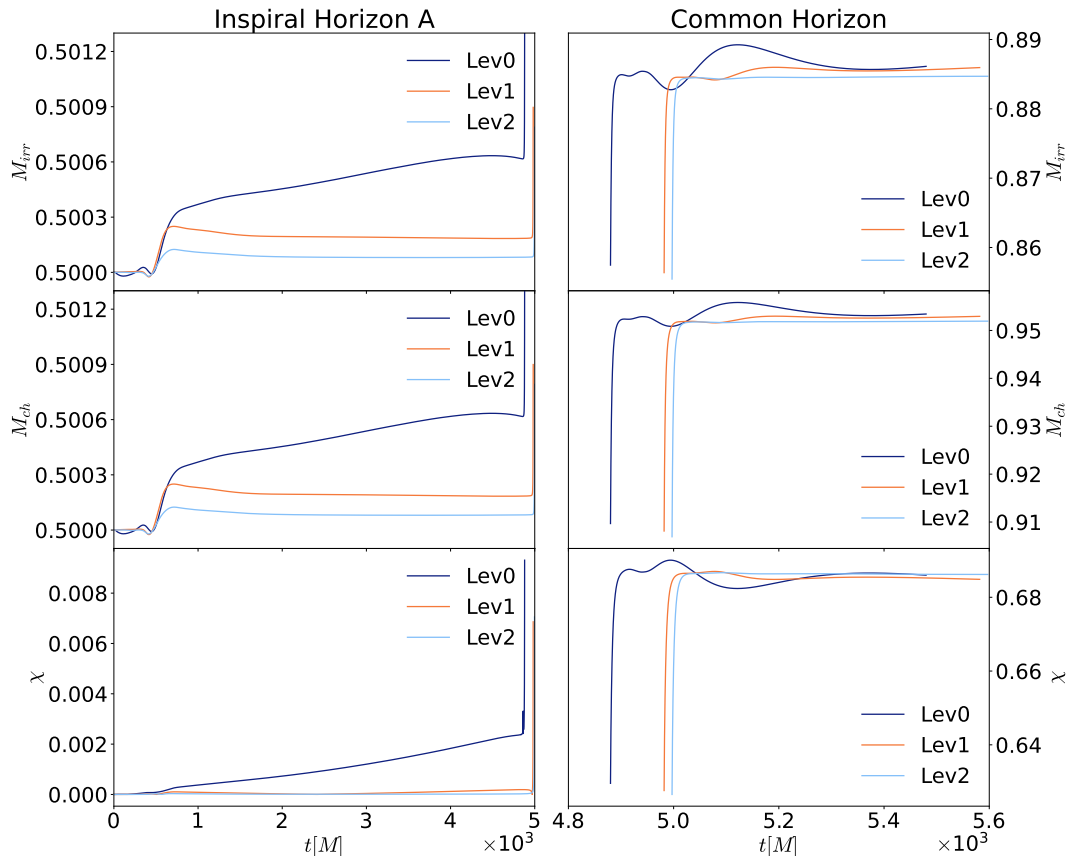 Inspiral Horizon A
Common Horizon
0.5012
0.5009
0.5006
0.5003
0.5000
M_irr
Lev0
Lev1
Lev2
0.89
0.88
0.87
0.86
M_irr
Lev0
Lev1
Lev2
0.5012
0.5009
0.5006
0.5003
0.5000
M_ch
Lev0
Lev1
Lev2
0.95
0.94
0.93
0.92
0.91
M_ch
Lev0
Lev1
Lev2
0.008
0.006
0.004
0.002
0.000
χ
Lev0
Lev1
Lev2
0.68
0.66
0.64
χ
Lev0
Lev1
Lev2
0 1 2 3 4 5
t[M] ×10³
4.8 5.0 5.2 5.4 5.6
t[M] ×10³